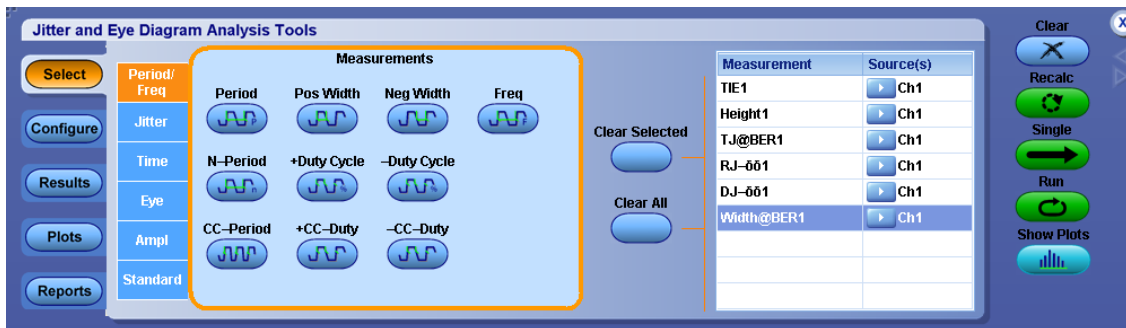 Jitter and Eye Diagram Analysis Tools
Select
Configure
Results
Plots
Reports
Period/
Freq
Jitter
Time
Eye
Ampl
Standard
Measurements
Period Pos Width Neg Width Freq
N–Period +Duty Cycle –Duty Cycle
CC–Period +CC–Duty –CC–Duty
Clear Selected
Clear All
Measurement Source(s)
TIE1 Ch1
Height1 Ch1
TJ@BER1 Ch1
RJ–δδ1 Ch1
DJ–δδ1 Ch1
Width@BER1 Ch1
Clear
Recalc
Single
Run
Show Plots